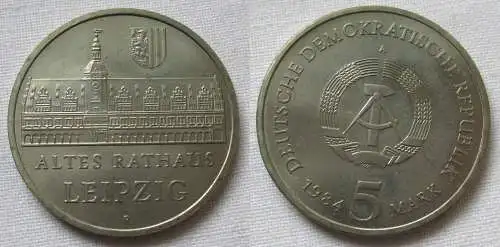 ALTES RATHAUS
LEIPZIG
A
DEUTSCHE DEMOKRATISCHE REPUBLIK
1984
5
MARK